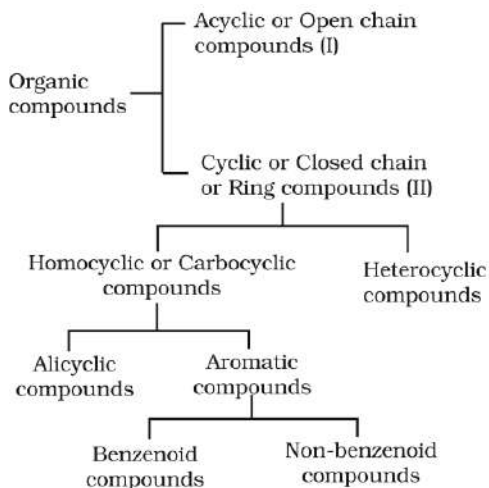 Acyclic or Open chain
compounds (I)
Organic
compounds
Cyclic or Closed chain
or Ring compounds (II)
Homocyclic or Carbocyclic
compounds
Heterocyclic
compounds
Alicyclic
compounds
Aromatic
compounds
Benzenoid
compounds
Non-benzenoid
compounds